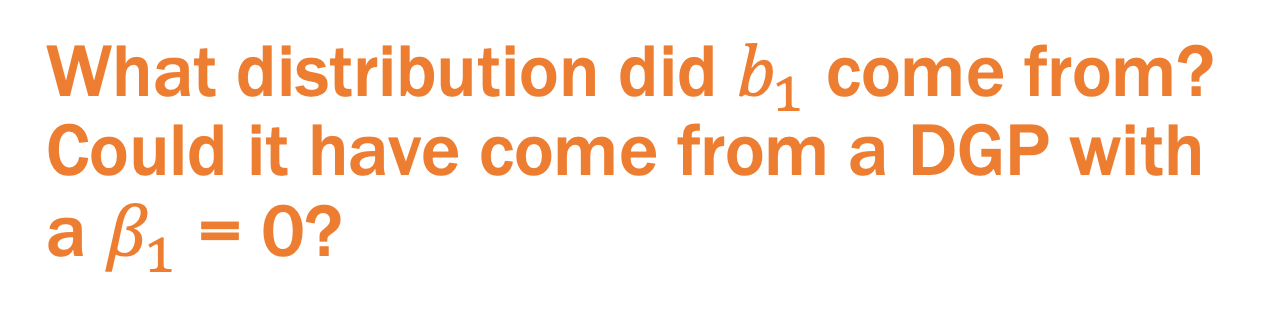 What distribution did b₁ come from?
Could it have come from a DGP with
a β₁ = 0?